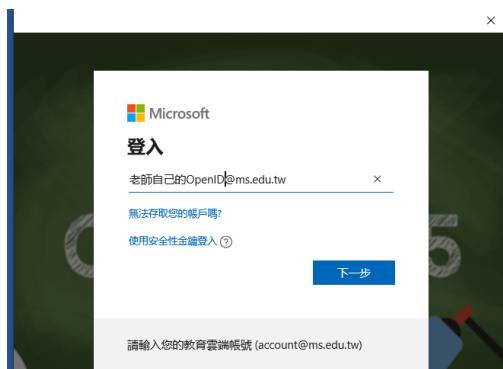 Microsoft
登入
老師自己的OpenID@ms.edu.tw
無法存取您的帳戶嗎?
使用安全性金鑰登入
下一步
請輸入您的教育雲端帳號 (account@ms.edu.tw)